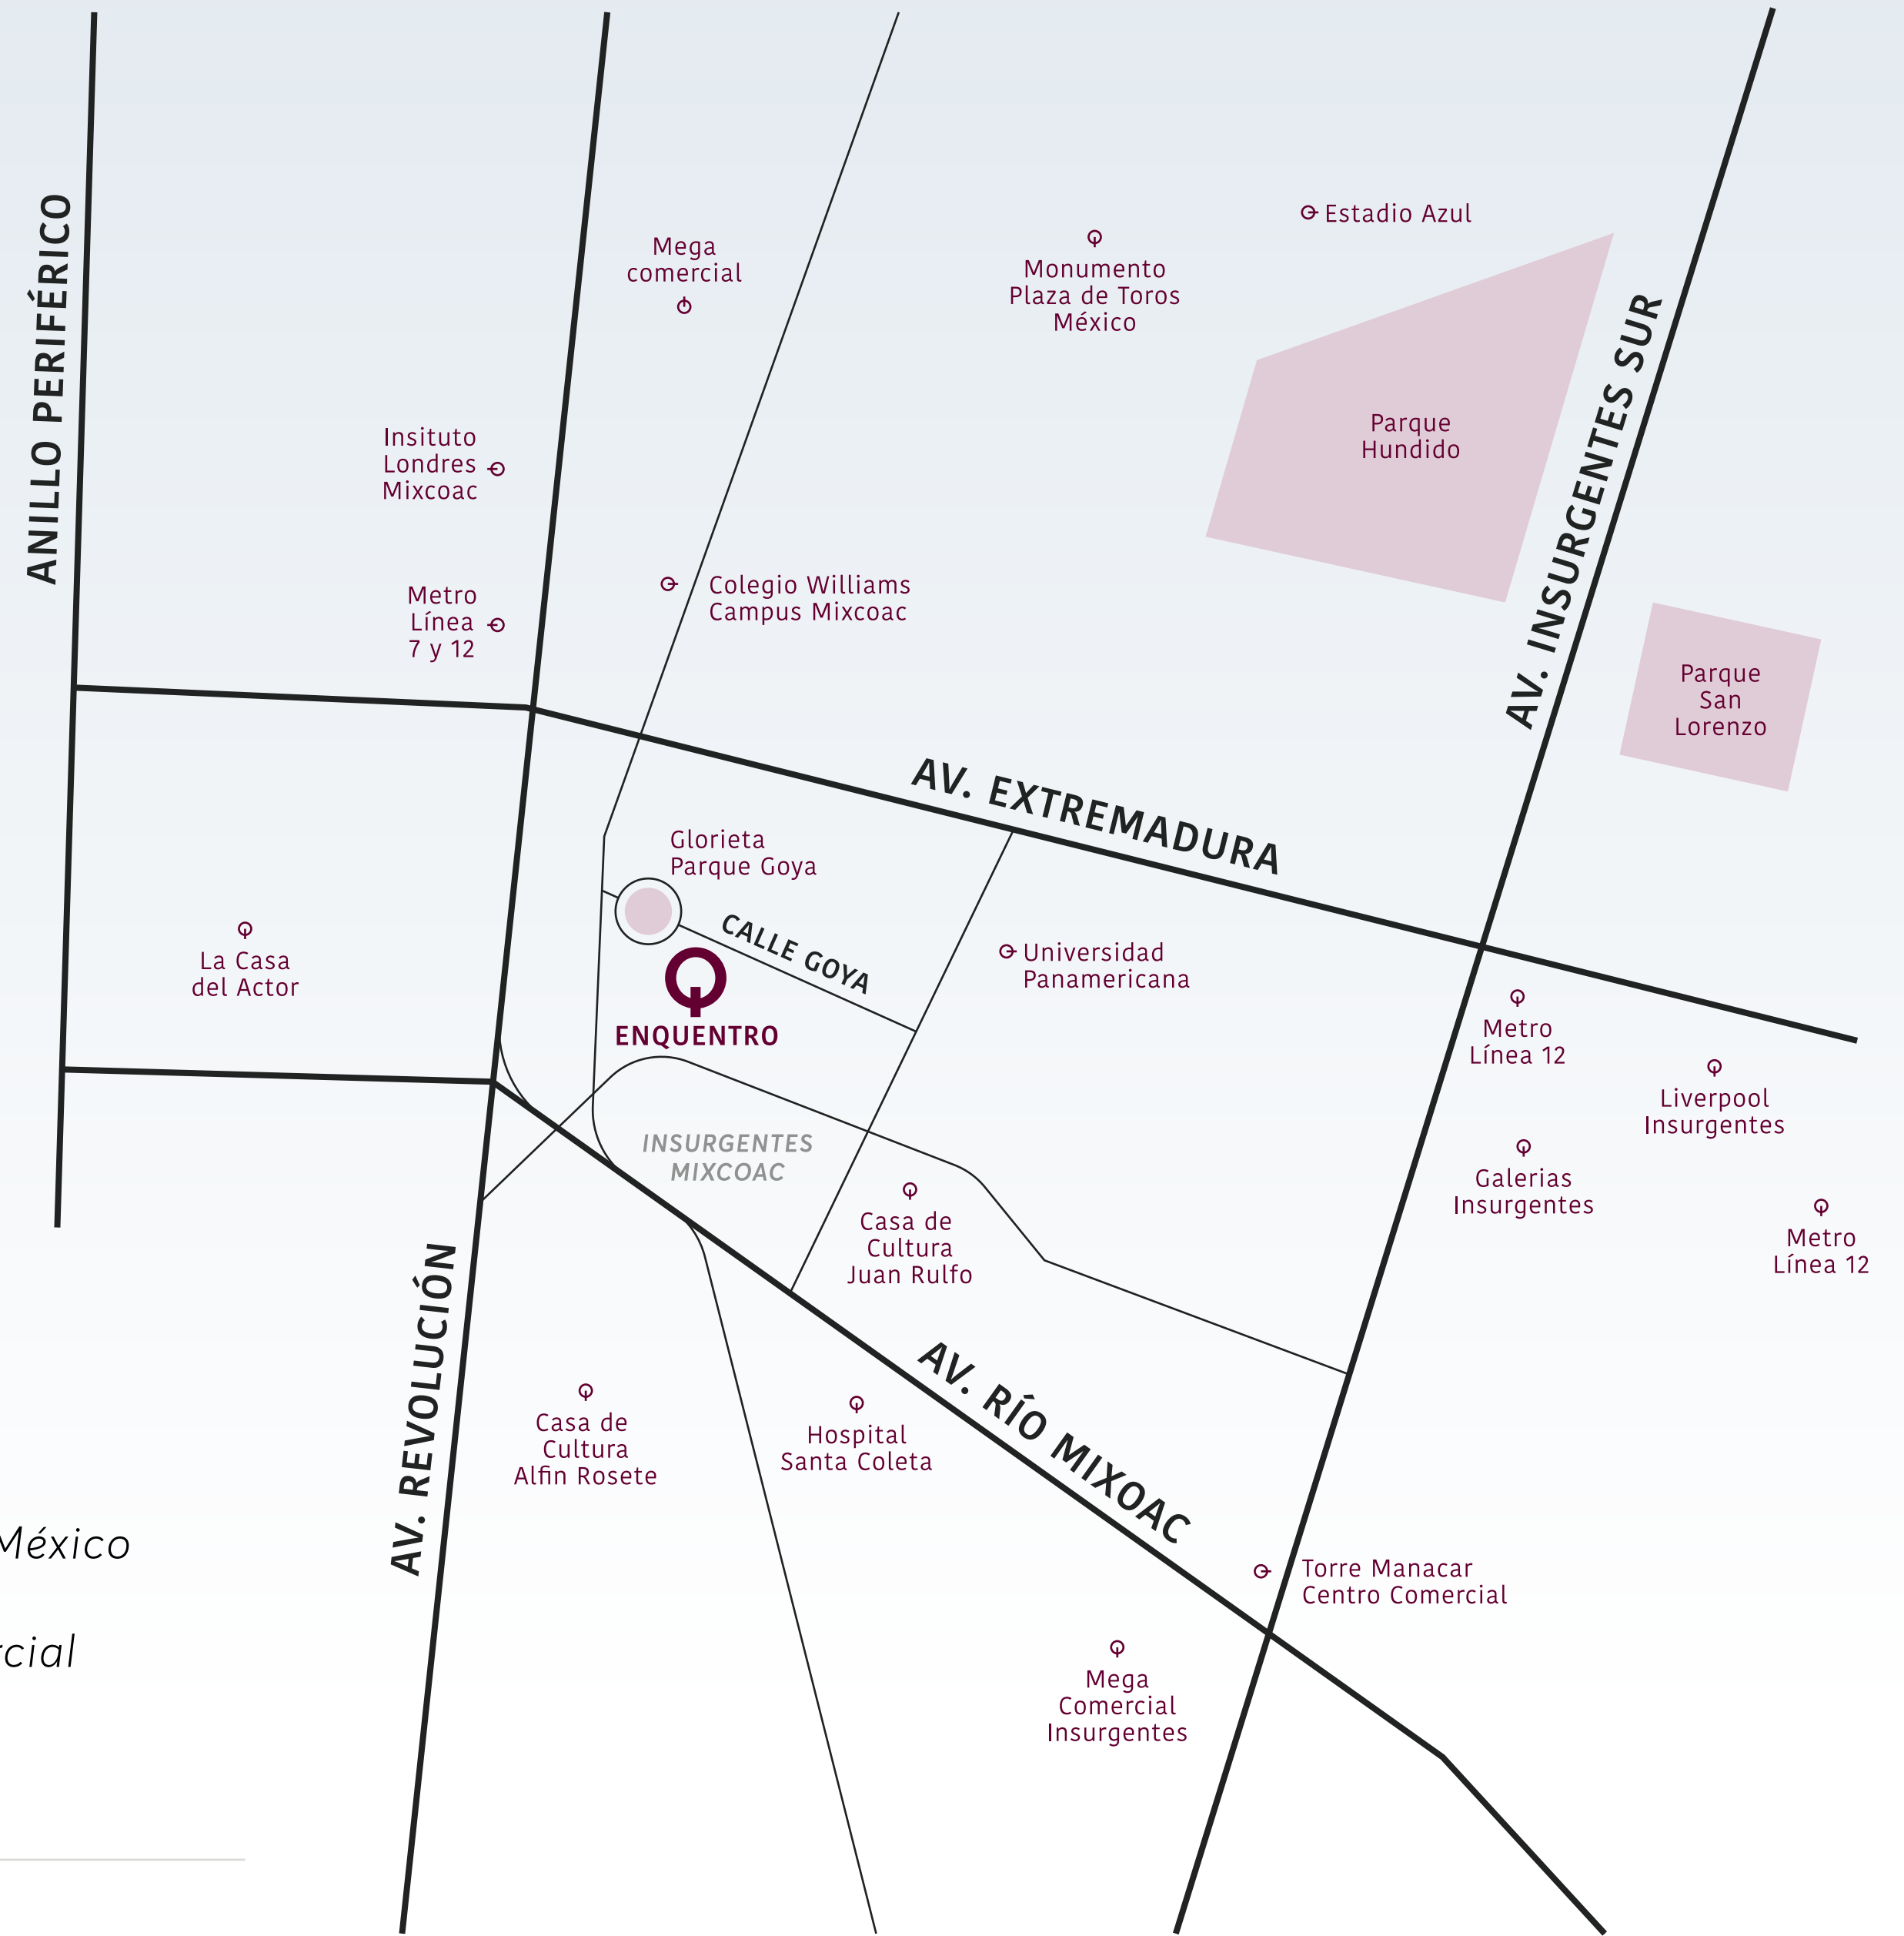 ANILLO PERIFÉRICO
Mega
comercial
Monumento
Plaza de Toros
México
Estadio Azul
Parque
Hundido
AV. INSURGENTES SUR
Insituto
Londres
Mixcoac
Metro
Línea
7 y 12
Colegio Williams
Campus Mixcoac
Parque
San
Lorenzo
AV. EXTREMADURA
Glorieta
Parque Goya
CALLE GOYA
La Casa
del Actor
ENQUENTRO
Universidad
Panamericana
Metro
Línea 12
Liverpool
Insurgentes
INSURGENTES
MIXCOAC
Galerias
Insurgentes
Metro
Línea 12
Casa de
Cultura
Juan Rulfo
AV. REVOLUCIÓN
Casa de
Cultura
Alfin Rosete
Hospital
Santa Coleta
AV. RÍO MIXOAC
México
Torre Manacar
Centro Comercial
rcial
Mega
Comercial
Insurgentes